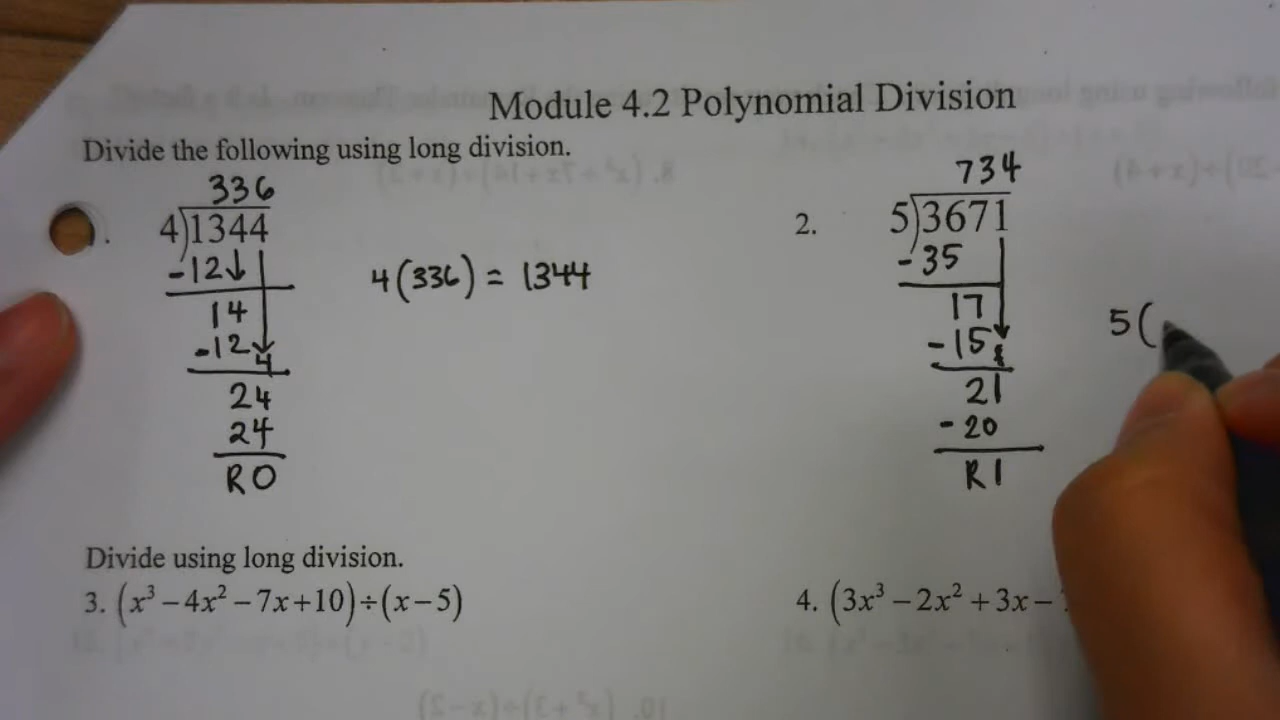 Module 4.2 Polynomial Division
Divide the following using long division.
336
4)1344
-12
14
-12 4
24
24
R0
4(336) = 1344
2.
734
5)3671
-35
17
-15
21
-20
R1
5(
Divide using long division.
3. (x³ − 4x² − 7x + 10) ÷ (x − 5)
4. (3x³ − 2x² + 3x −